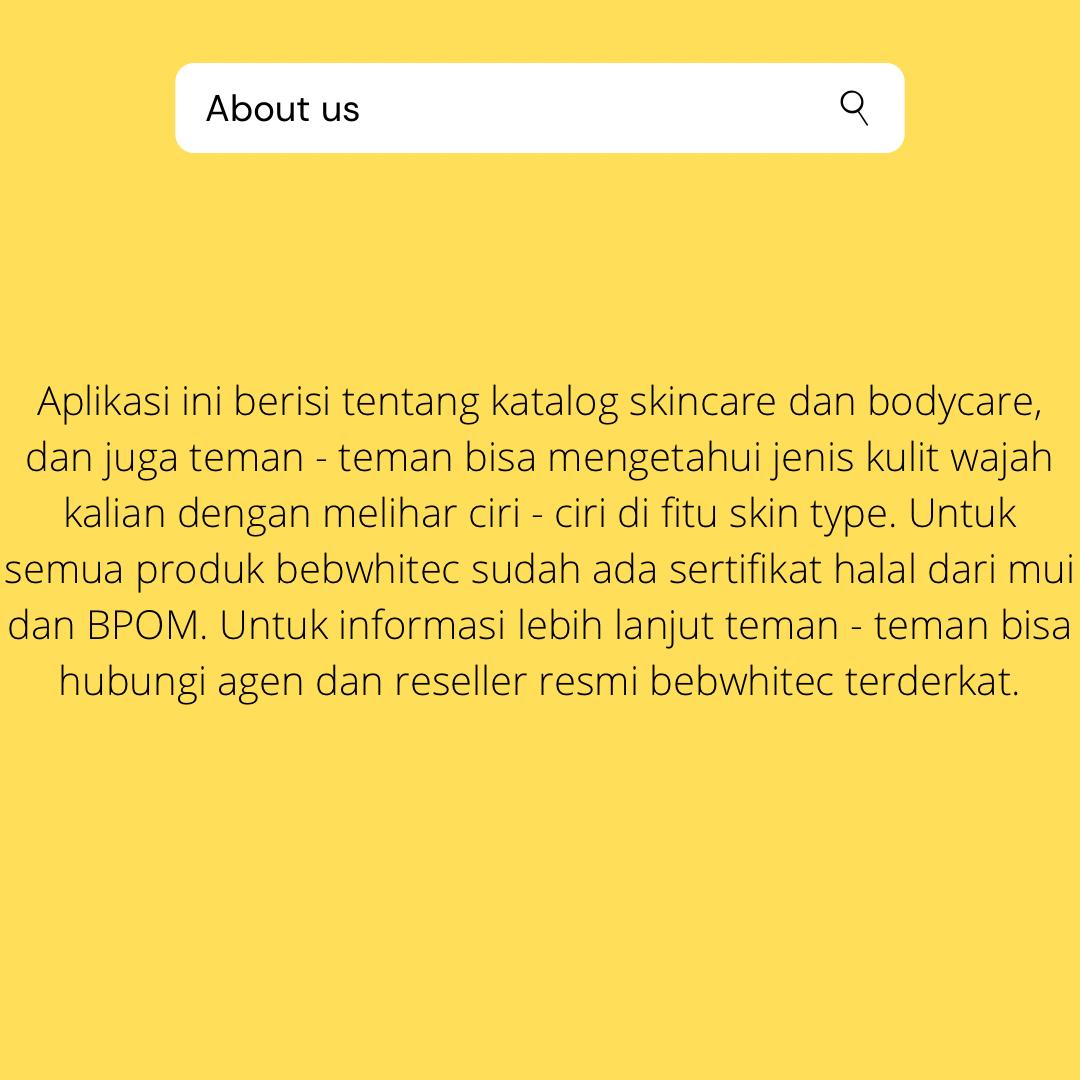 About us
Aplikasi ini berisi tentang katalog skincare dan bodycare,
dan juga teman - teman bisa mengetahui jenis kulit wajah
kalian dengan melihar ciri - ciri di fitu skin type. Untuk
semua produk bebwhitec sudah ada sertifikat halal dari mui
dan BPOM. Untuk informasi lebih lanjut teman - teman bisa
hubungi agen dan reseller resmi bebwhitec terderkat.